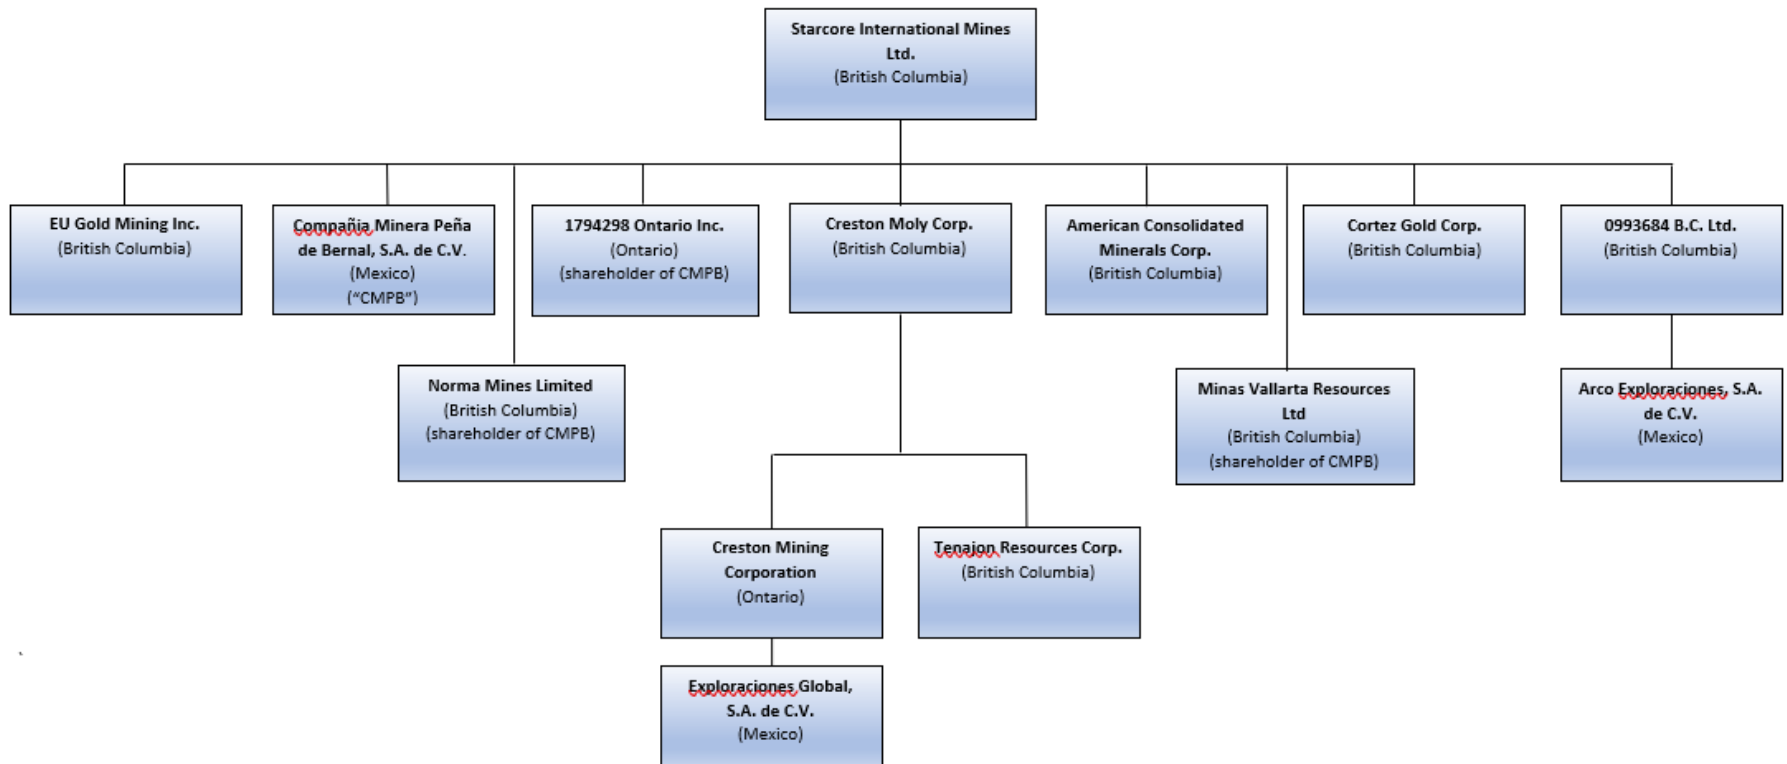 Starcore International Mines
Ltd.
(British Columbia)
EU Gold Mining Inc.
(British Columbia)
Compañia Minera Peña
de Bernal, S.A. de C.V.
(Mexico)
(“CMPB”)
1794298 Ontario Inc.
(Ontario)
(shareholder of CMPB)
Creston Moly Corp.
(British Columbia)
American Consolidated
Minerals Corp.
(British Columbia)
Cortez Gold Corp.
(British Columbia)
0993684 B.C. Ltd.
(British Columbia)
Norma Mines Limited
(British Columbia)
(shareholder of CMPB)
Minas Vallarta Resources
Ltd
(British Columbia)
(shareholder of CMPB)
Arco Exploraciones, S.A.
de C.V.
(Mexico)
Creston Mining
Corporation
(Ontario)
Tenajon Resources Corp.
(British Columbia)
Exploraciones Global,
S.A. de C.V.
(Mexico)